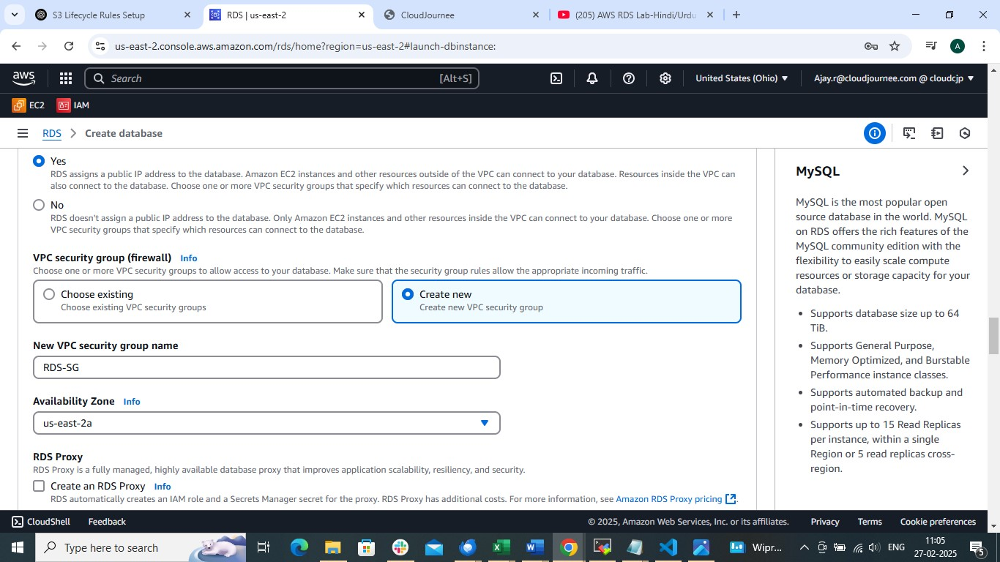 S3 Lifecycle Rules Setup
RDS | us-east-2
CloudJournee
(205) AWS RDS Lab-Hindi/Urdu
us-east-2.console.aws.amazon.com/rds/home?region=us-east-2#launch-dbinstance:
A
aws
Search
[Alt+S]
United States (Ohio)
Ajay.r@cloudjournee.com @ cloudcjp
EC2
IAM
RDS
Create database
Yes
RDS assigns a public IP address to the database. Amazon EC2 instances and other resources outside of the VPC can connect to your database. Resources inside the VPC can
also connect to the database. Choose one or more VPC security groups that specify which resources can connect to the database.
No
RDS doesn't assign a public IP address to the database. Only Amazon EC2 instances and other resources inside the VPC can connect to your database. Choose one or more
VPC security groups that specify which resources can connect to the database.
VPC security group (firewall) Info
Choose one or more VPC security groups to allow access to your database. Make sure that the security group rules allow the appropriate incoming traffic.
Choose existing
Choose existing VPC security groups
Create new
Create new VPC security group
New VPC security group name
RDS-SG
Availability Zone Info
us-east-2a
RDS Proxy
RDS Proxy is a fully managed, highly available database proxy that improves application scalability, resiliency, and security.
Create an RDS Proxy Info
RDS automatically creates an IAM role and a Secrets Manager secret for the proxy. RDS Proxy has additional costs. For more information, see Amazon RDS Proxy pricing.
MySQL
MySQL is the most popular open
source database in the world. MySQL
on RDS offers the rich features of the
MySQL community edition with the
flexibility to easily scale compute
resources or storage capacity for your
database.
• Supports database size up to 64
TiB.
• Supports General Purpose,
Memory Optimized, and Burstable
Performance instance classes.
• Supports automated backup and
point-in-time recovery.
• Supports up to 15 Read Replicas
per instance, within a single
Region or 5 read replicas cross-
region.
CloudShell
Feedback
© 2025, Amazon Web Services, Inc. or its affiliates.
Privacy
Terms
Cookie preferences
Type here to search
Wipr...
ENG
11:05
27-02-2025
5